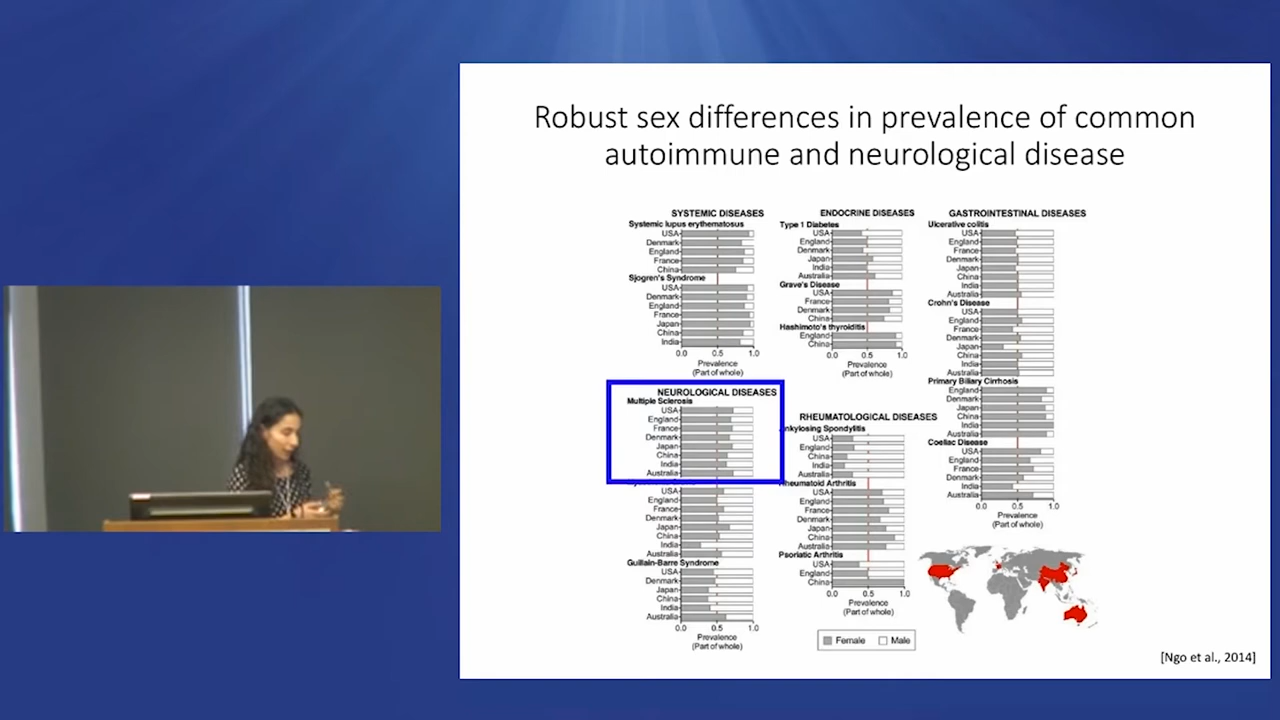 Robust sex differences in prevalence of common
autoimmune and neurological disease
SYSTEMIC DISEASES
Systemic lupus erythematosus
USA
Denmark
England
France
China
Sjogren's Syndrome
USA
Denmark
England
France
Japan
China
India
0.0 0.5 1.0
Prevalence
(Part of whole)
NEUROLOGICAL DISEASES
Multiple Sclerosis
USA
England
France
Denmark
Japan
China
India
Australia
USA
England
France
Denmark
Japan
China
India
Australia
Guillain-Barre Syndrome
USA
Denmark
Japan
China
India
Australia
0.0 0.5 1.0
Prevalence
(Part of whole)
ENDOCRINE DISEASES
Type 1 Diabetes
USA
England
Denmark
Japan
India
Australia
Grave's Disease
USA
France
Denmark
China
Hashimoto's thyroiditis
England
China
0.0 0.5 1.0
Prevalence
(Part of whole)
RHEUMATOLOGICAL DISEASES
nkylosing Spondylitis
USA
England
China
India
Australia
Rheumatoid Arthritis
USA
England
France
Denmark
Japan
China
Australia
Psoriatic Arthritis
USA
England
China
0.0 0.5 1.0
Prevalence
(Part of whole)
Female Male
GASTROINTESTINAL DISEASES
Ulcerative colitis
USA
England
France
Denmark
Japan
China
India
Australia
Crohn's Disease
USA
England
France
Denmark
Japan
China
India
Australia
Primary Biliary Cirrhosis
England
Denmark
Japan
China
India
Australia
Coeliac Disease
USA
England
France
Denmark
India
Australia
0.0 0.5 1.0
Prevalence
(Part of whole)
[Ngo et al., 2014]